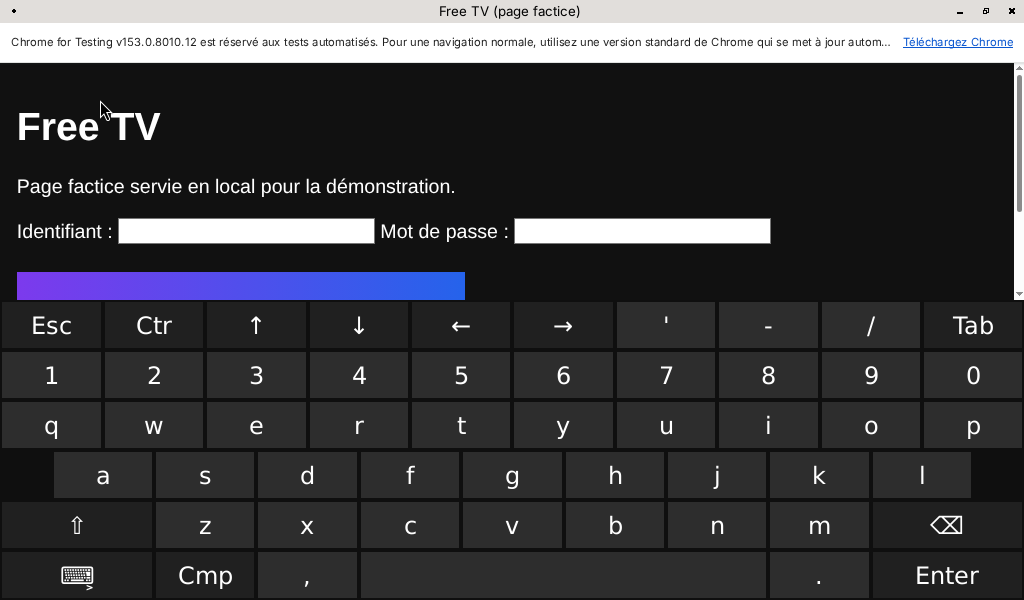 Free TV (page factice)
Chrome for Testing v153.0.8010.12 est réservé aux tests automatisés. Pour une navigation normale, utilisez une version standard de Chrome qui se met à jour autom... Téléchargez Chrome
Free TV
Page factice servie en local pour la démonstration.
Identifiant : Mot de passe :
Esc Ctr ↑ ↓ ← → ' - / Tab
1 2 3 4 5 6 7 8 9 0
q w e r t y u i o p
a s d f g h j k l
⇧ z x c v b n m ⌫
⌨ Cmp , . Enter